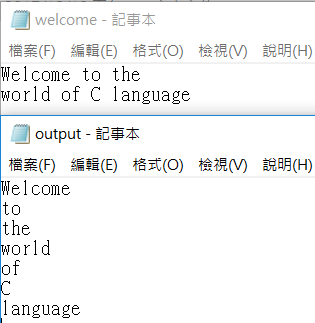 welcome - 記事本
檔案(F) 編輯(E) 格式(O) 檢視(V) 說明(H)
Welcome to the
world of C language
output - 記事本
檔案(F) 編輯(E) 格式(O) 檢視(V) 說明(H)
Welcome
to
the
world
of
C
language